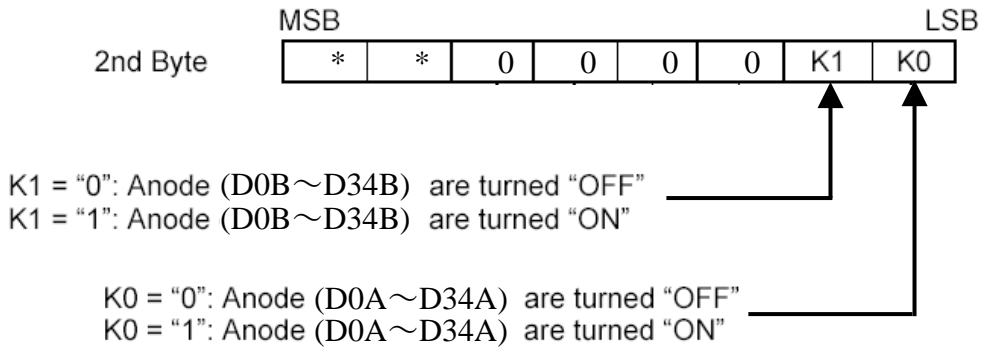 MSB LSB
2nd Byte * * 0 0 0 0 K1 K0
K1 = “0”: Anode (D0B～D34B) are turned “OFF”
K1 = “1”: Anode (D0B～D34B) are turned “ON”
K0 = “0”: Anode (D0A～D34A) are turned “OFF”
K0 = “1”: Anode (D0A～D34A) are turned “ON”